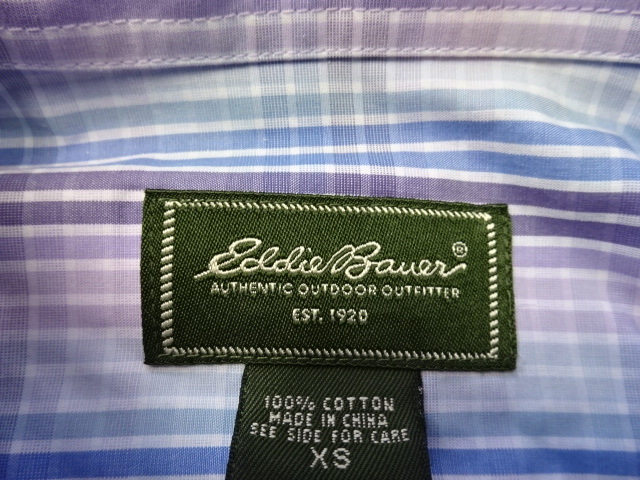 Eddie Bauer®
AUTHENTIC OUTDOOR OUTFITTER
EST. 1920
100% COTTON
MADE IN CHINA
SEE SIDE FOR CARE
XS